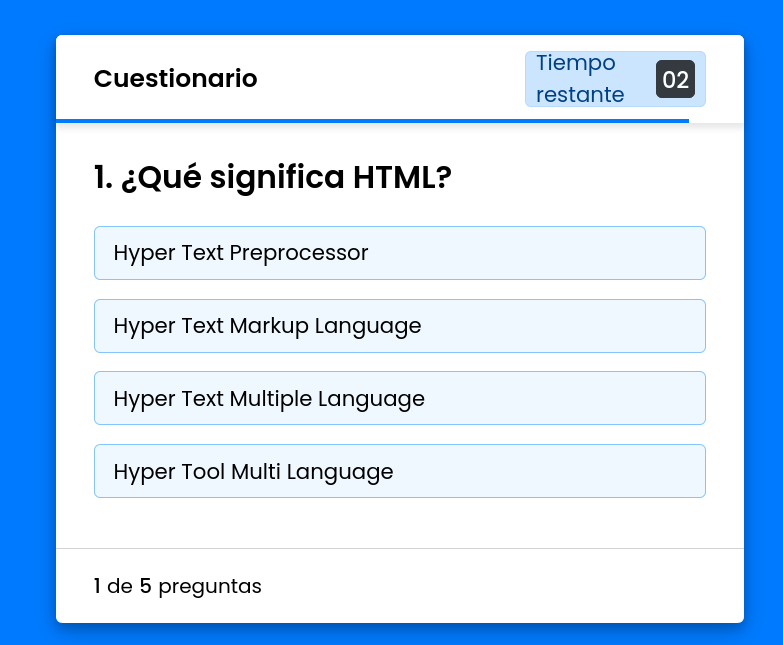 Cuestionario
Tiempo
restante
02
1. ¿Qué significa HTML?
Hyper Text Preprocessor
Hyper Text Markup Language
Hyper Text Multiple Language
Hyper Tool Multi Language
1 de 5 preguntas